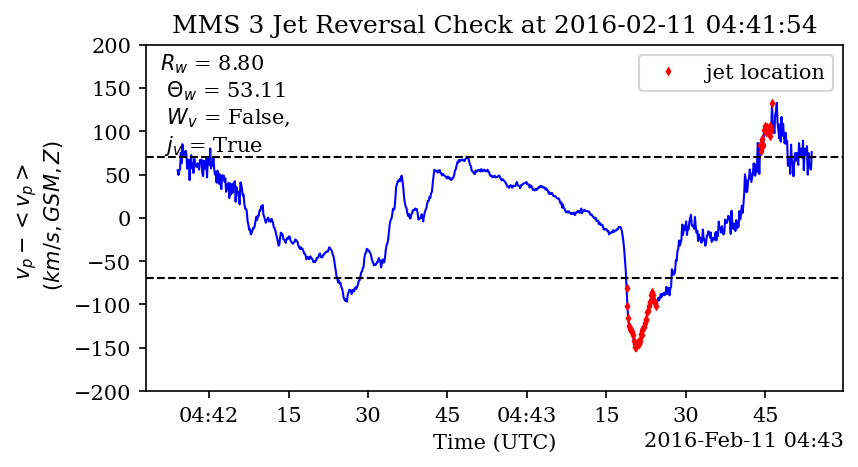 MMS 3 Jet Reversal Check at 2016-02-11 04:41:54
R_w = 8.80
Θ_w = 53.11
W_v = False,
j_v = True
jet location
v_p − < v_p >
(km/s, GSM, Z)
200
150
100
50
0
−50
−100
−150
−200
04:42 15 30 45 04:43 15 30 45
Time (UTC)
2016-Feb-11 04:43